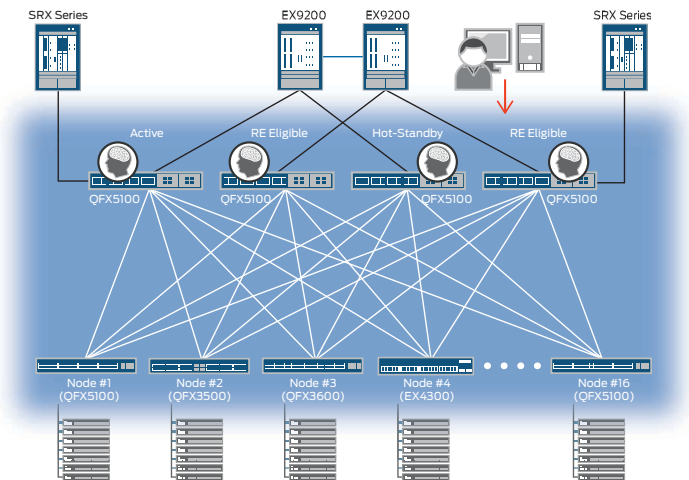 SRX Series
EX9200
EX9200
SRX Series
Active
RE Eligible
Hot-Standby
RE Eligible
QFX5100
QFX5100
QFX5100
QFX5100
Node #1
(QFX5100)
Node #2
(QFX3500)
Node #3
(QFX3600)
Node #4
(EX4300)
Node #16
(QFX5100)